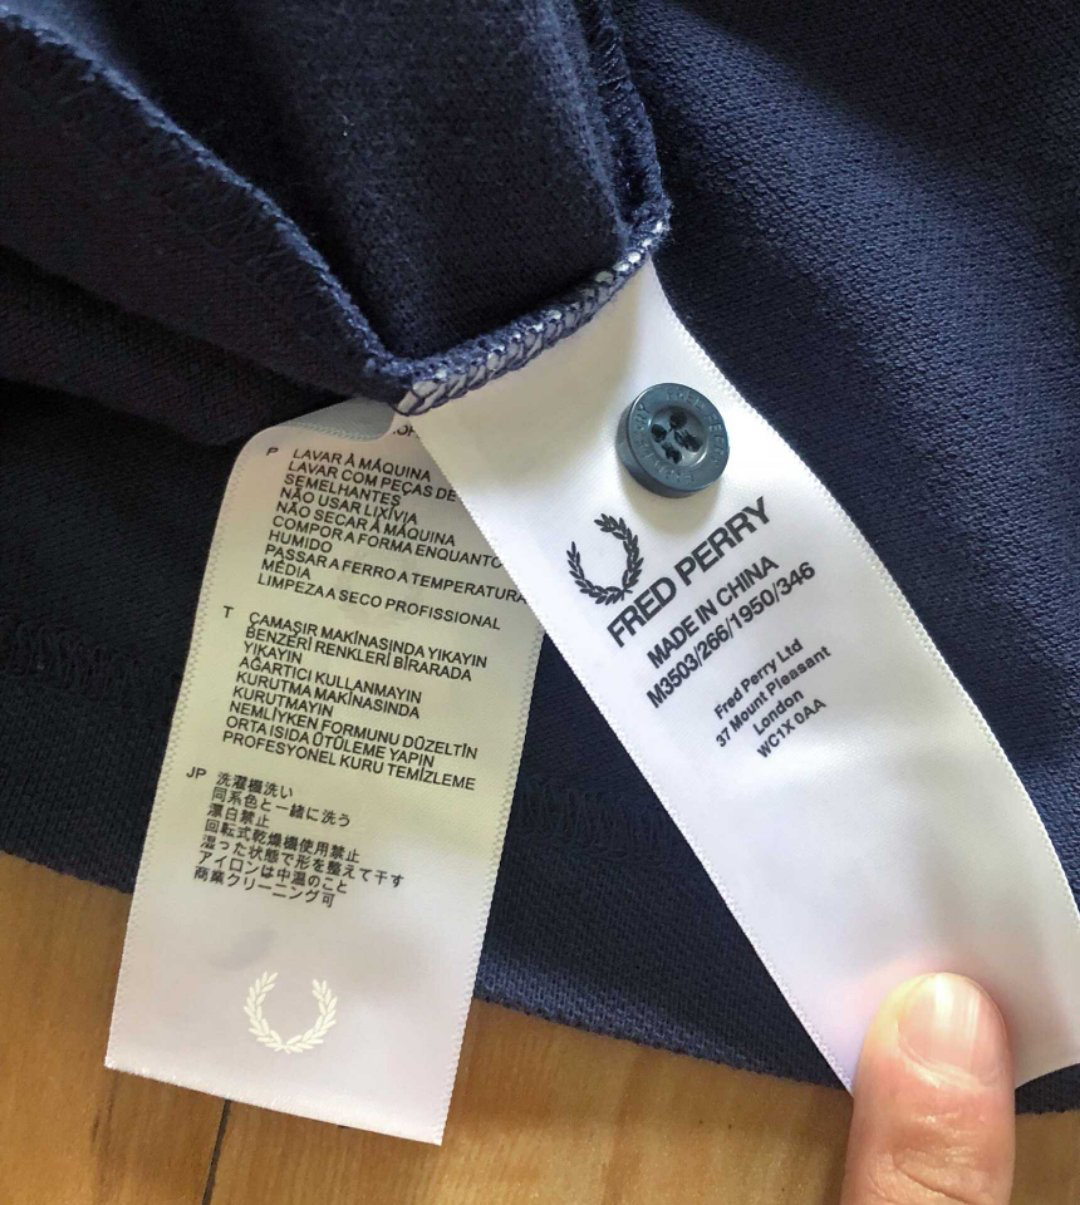 P LAVAR À MÁQUINA
LAVAR COM PEÇAS DE
SEMELHANTES
NÃO USAR LIXÍVIA
NÃO SECAR À MÁQUINA
COMPOR A FORMA ENQUANTO
HUMIDO
PASSAR A FERRO A TEMPERATURA
MÉDIA
LIMPEZA A SECO PROFISSIONAL
T ÇAMAŞIR MAKİNASINDA YIKAYIN
BENZERİ RENKLERİ BİRARADA
YIKAYIN
AĞARTICI KULLANMAYIN
KURUTMA MAKİNASINDA
KURUTMAYIN
NEMLİYKEN FORMUNU DÜZELTİN
ORTA ISIDA ÜTÜLEME YAPIN
PROFESYONEL KURU TEMİZLEME
JP 洗濯機洗い
同系色と一緒に洗う
漂白禁止
回転式乾燥機使用禁止
湿った状態で形を整えて干す
アイロンは中温のこと
商業クリーニング可
FRED PERRY
MADE IN CHINA
M3503/266/1950/346
Fred Perry Ltd
37 Mount Pleasant
London
WC1X 0AA